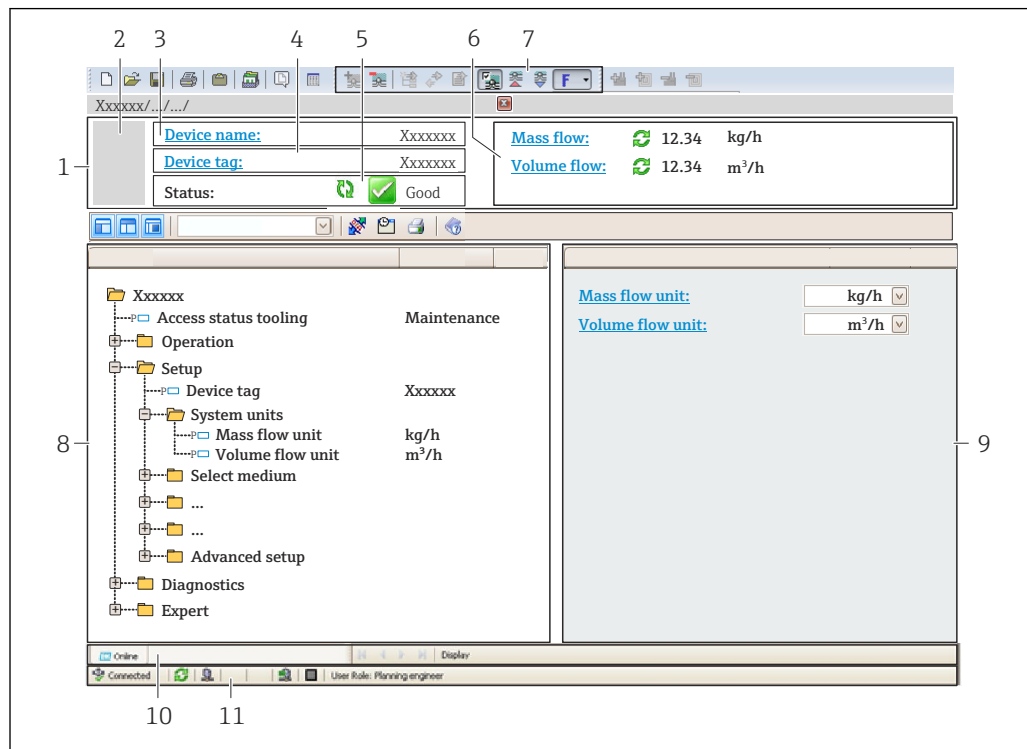 2 3 4 5 6 7
F
Xxxxxx/.../.../
1
Device name: Xxxxxxx
Device tag: Xxxxxxx
Status: Good
Mass flow: 12.34 kg/h
Volume flow: 12.34 m³/h
8
Xxxxxx
P Access status tooling Maintenance
Operation
Setup
P Device tag Xxxxxx
System units
P Mass flow unit kg/h
P Volume flow unit m³/h
Select medium
...
...
Advanced setup
Diagnostics
Expert
Mass flow unit: kg/h
Volume flow unit: m³/h
9
Online Display
Connected User Role: Planning engineer
10 11